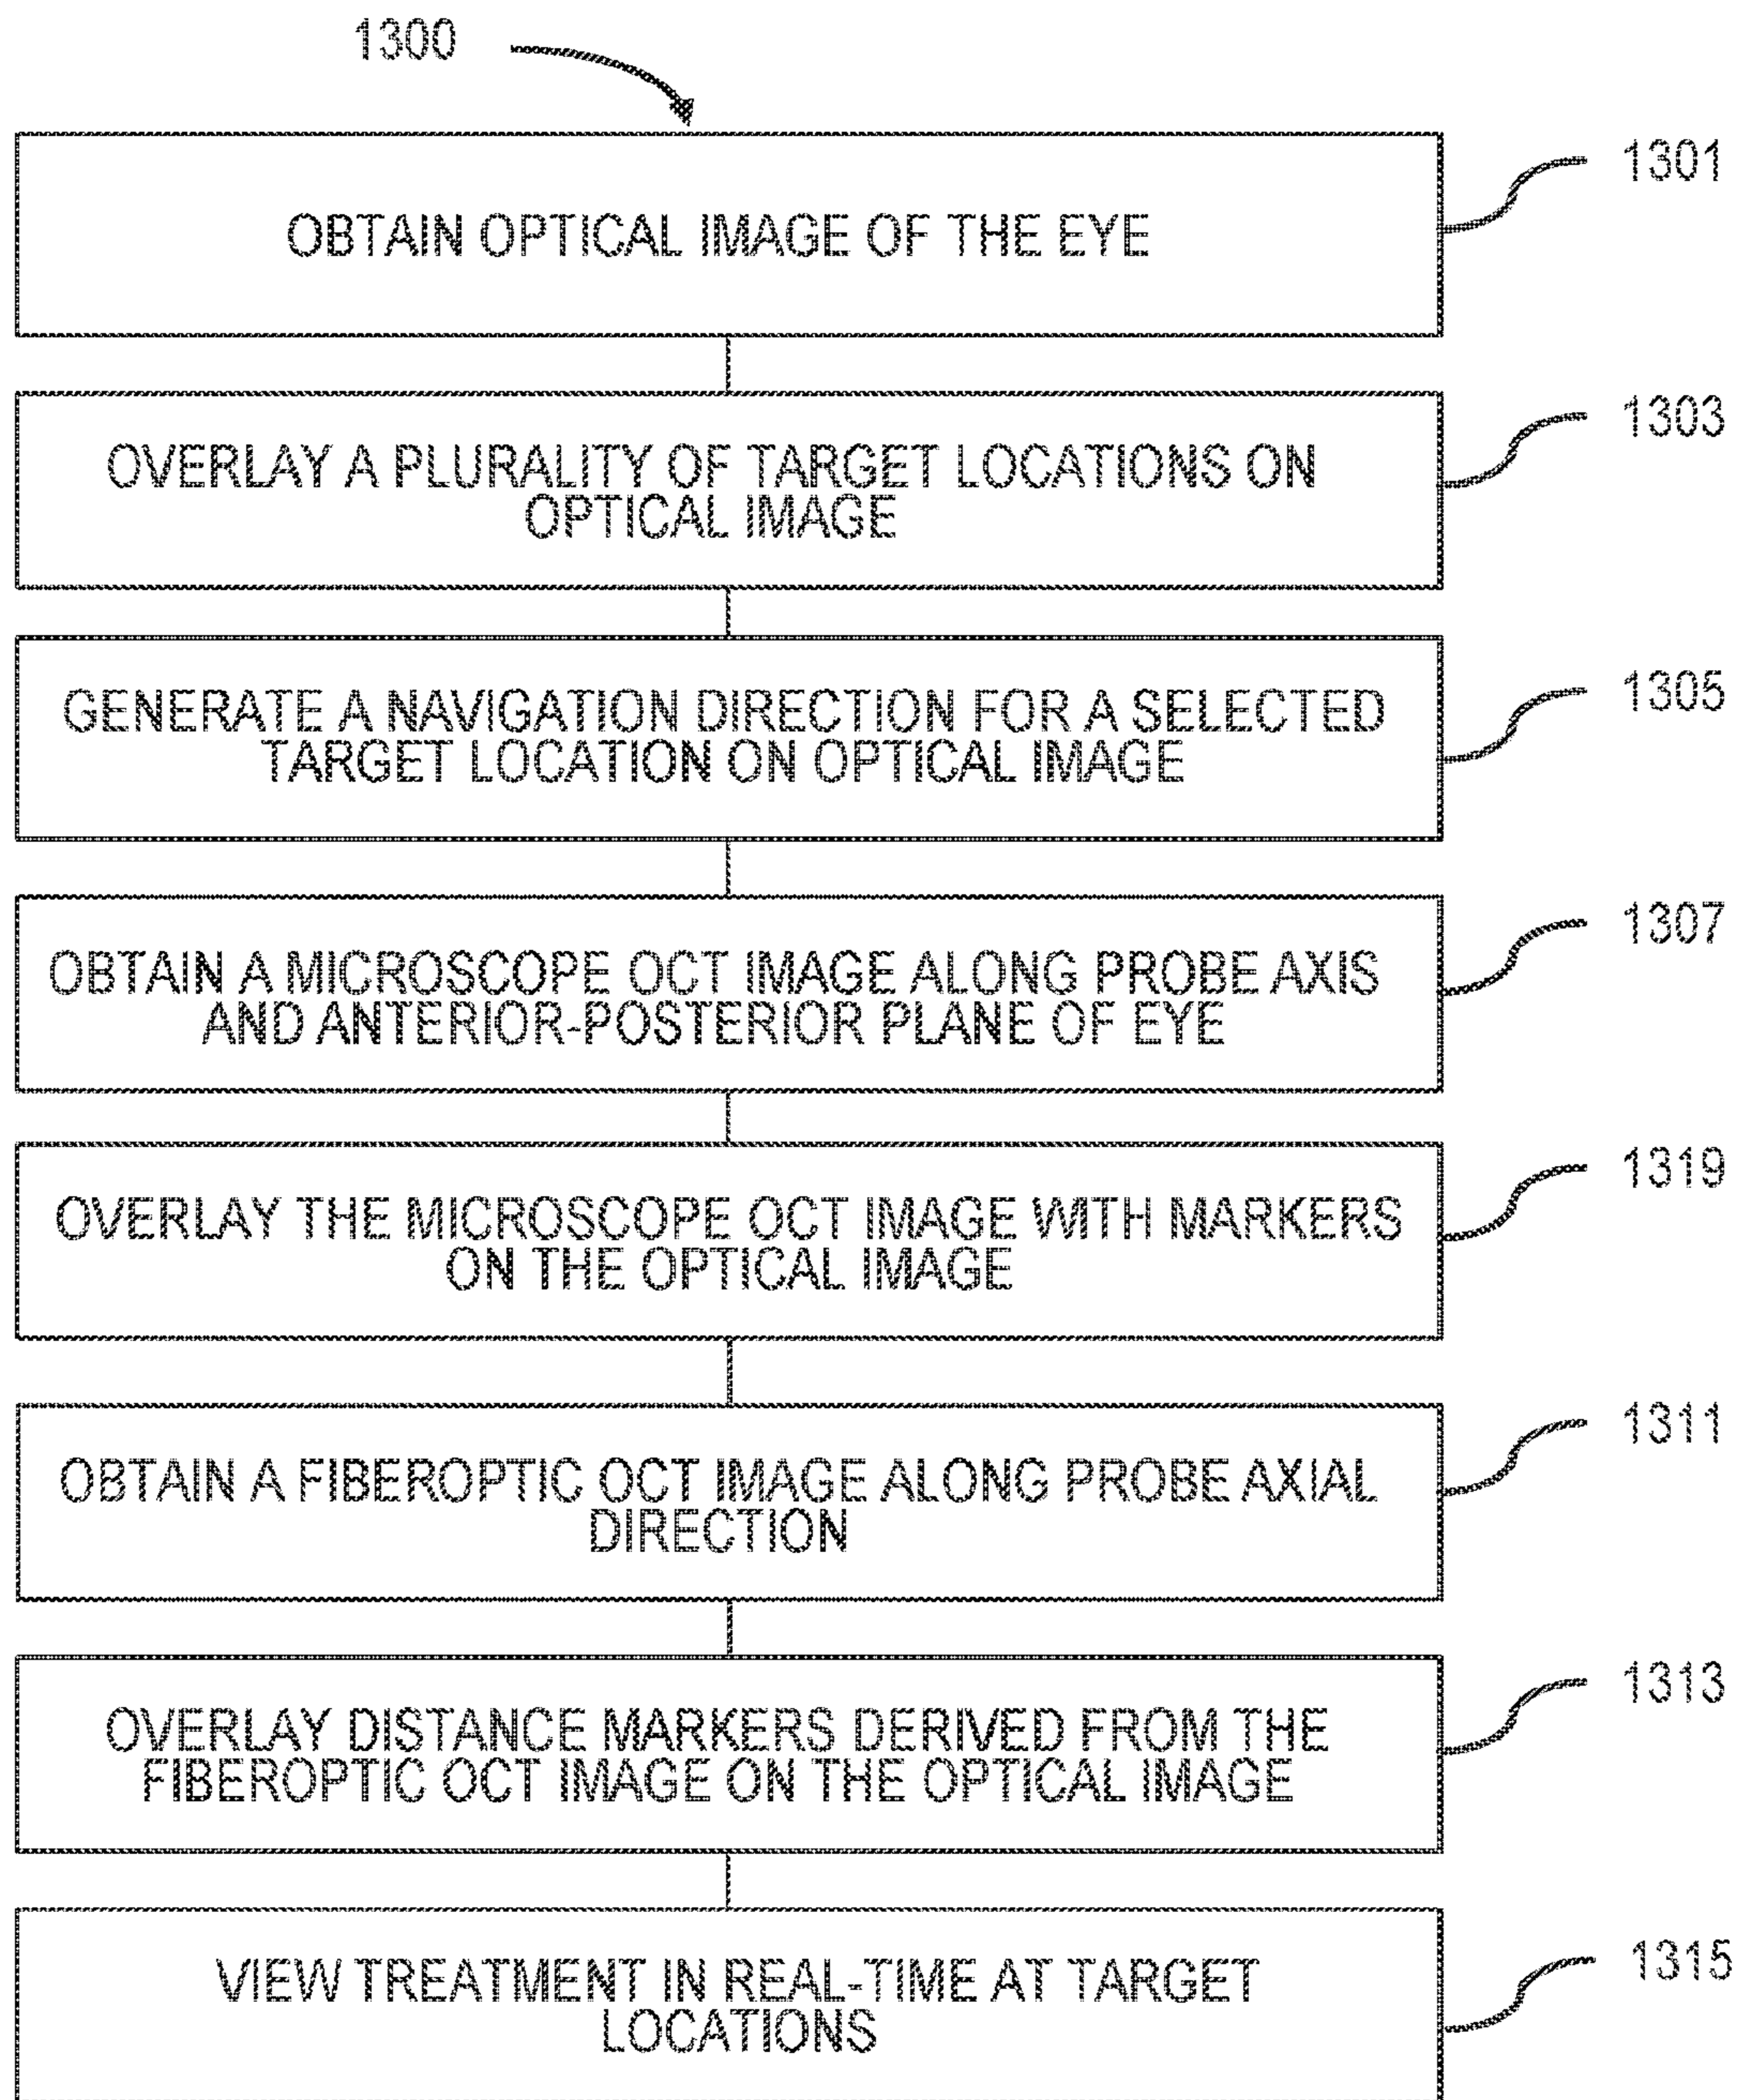 1300
OBTAIN OPTICAL IMAGE OF THE EYE
1301
OVERLAY A PLURALITY OF TARGET LOCATIONS ON
OPTICAL IMAGE
1303
GENERATE A NAVIGATION DIRECTION FOR A SELECTED
TARGET LOCATION ON OPTICAL IMAGE
1305
OBTAIN A MICROSCOPE OCT IMAGE ALONG PROBE AXIS
AND ANTERIOR-POSTERIOR PLANE OF EYE
1307
OVERLAY THE MICROSCOPE OCT IMAGE WITH MARKERS
ON THE OPTICAL IMAGE
1319
OBTAIN A FIBEROPTIC OCT IMAGE ALONG PROBE AXIAL
DIRECTION
1311
OVERLAY DISTANCE MARKERS DERIVED FROM THE
FIBEROPTIC OCT IMAGE ON THE OPTICAL IMAGE
1313
VIEW TREATMENT IN REAL-TIME AT TARGET
LOCATIONS
1315